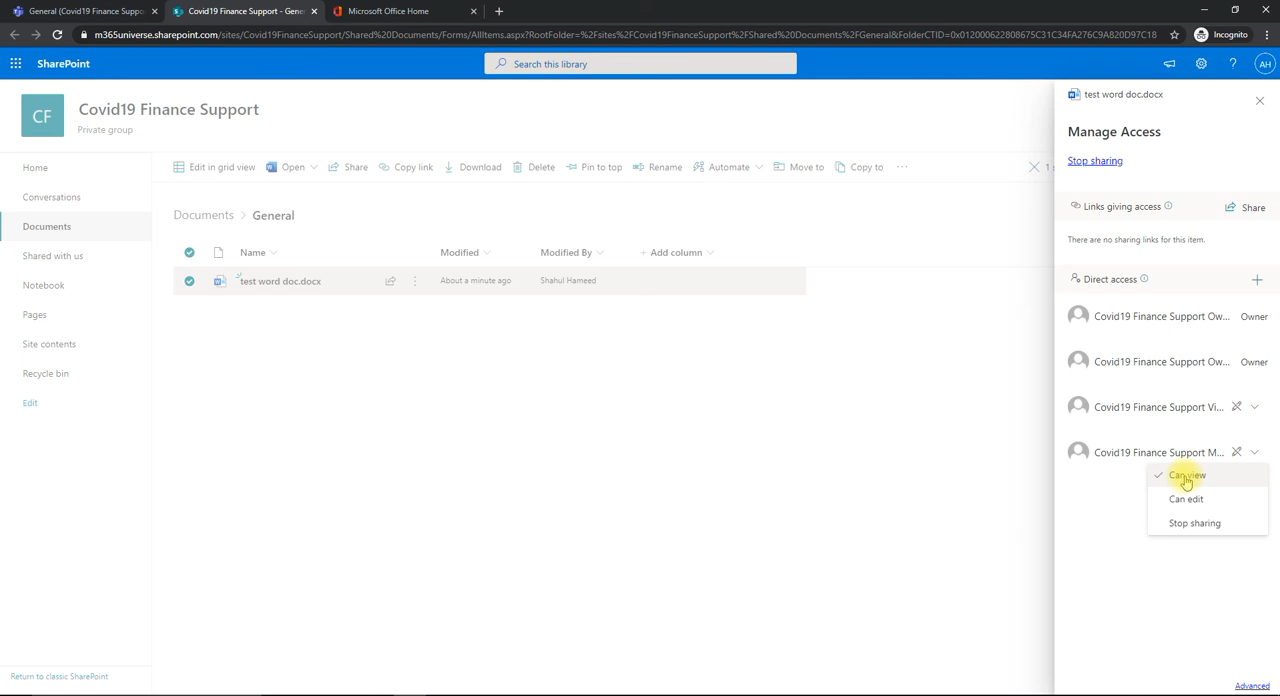 General (Covid19 Finance Suppo
Covid19 Finance Support - Gene
Microsoft Office Home
m365universe.sharepoint.com/sites/Covid19FinanceSupport/Shared%20Documents/Forms/AllItems.aspx?RootFolder=%2Fsites%2FCovid19FinanceSupport%2FShared%20Documents%2FGeneral&FolderCTID=0x012000622808675C31C34FA276C9A820D97C18
Incognito
SharePoint
Search this library
AH
CF
Covid19 Finance Support
Private group
Home
Conversations
Documents
Shared with us
Notebook
Pages
Site contents
Recycle bin
Edit
Return to classic SharePoint
Edit in grid view
Open
Share
Copy link
Download
Delete
Pin to top
Rename
Automate
Move to
Copy to
1 s
Documents > General
Name
Modified
Modified By
+ Add column
test word doc.docx
About a minute ago
Shahul Hameed
test word doc.docx
Manage Access
Stop sharing
Links giving access
Share
There are no sharing links for this item.
Direct access
Covid19 Finance Support Ow... Owner
Covid19 Finance Support Ow... Owner
Covid19 Finance Support Vi...
Covid19 Finance Support M...
Can view
Can edit
Stop sharing
Advanced